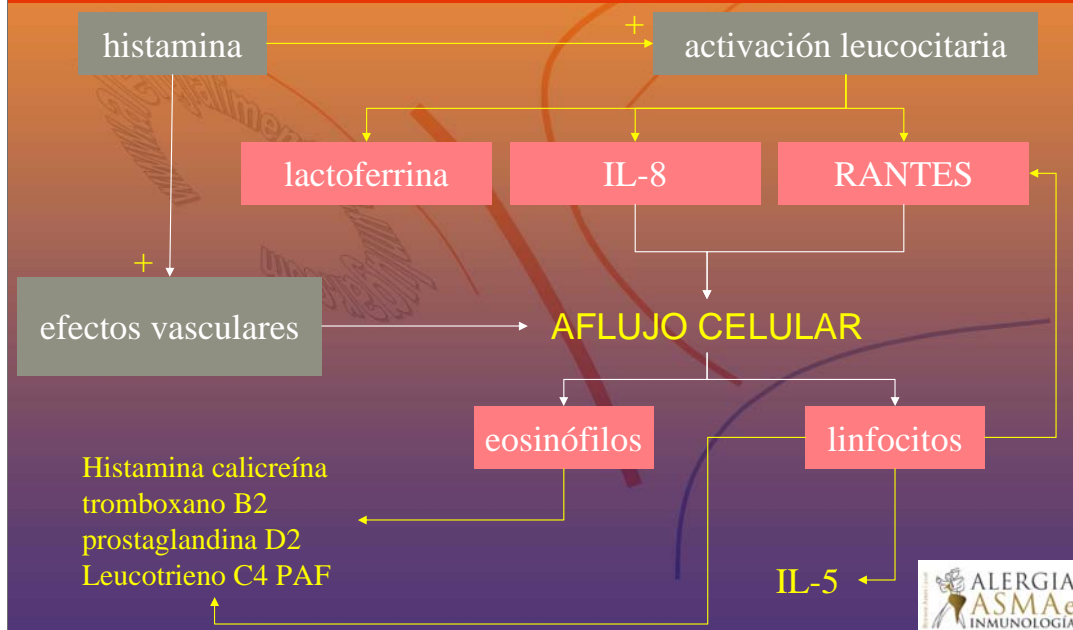 histamina
+
activación leucocitaria
lactoferrina
IL-8
RANTES
+
efectos vasculares
AFLUJO CELULAR
eosinófilos
linfocitos
Histamina calicreína
tromboxano B2
prostaglandina D2
Leucotrieno C4 PAF
IL-5
ALERGIA
ASMAe
INMUNOLOGÍA